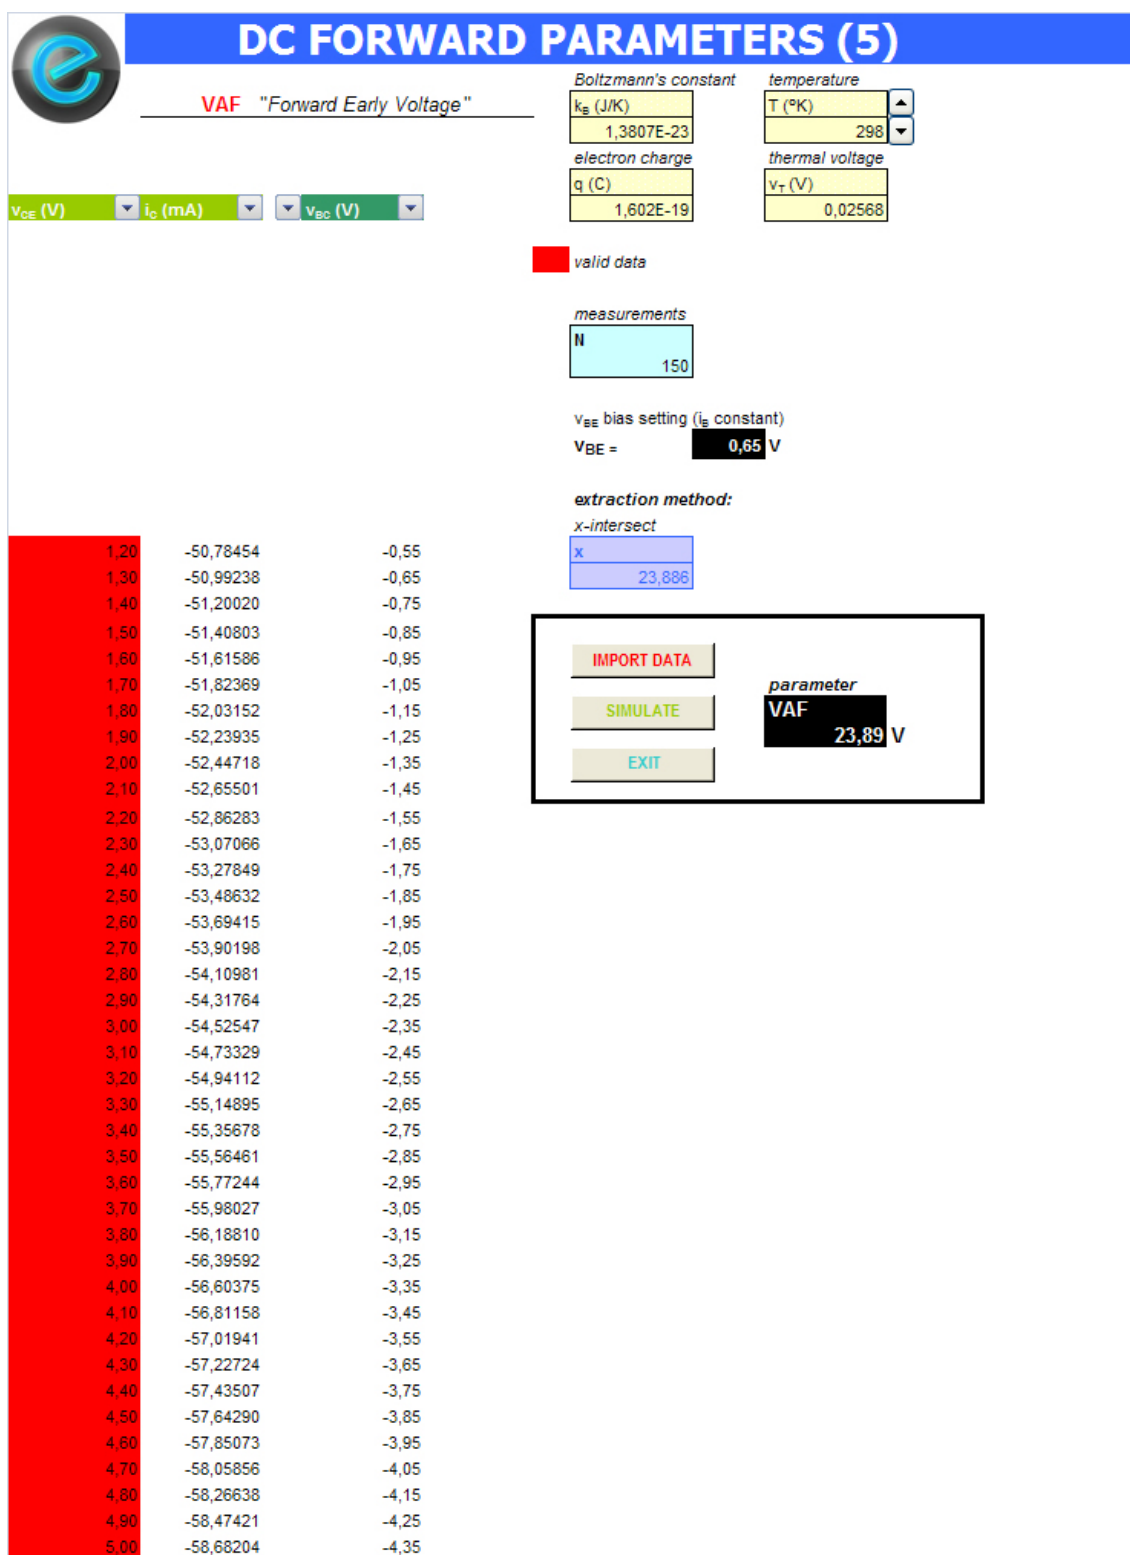 DC FORWARD PARAMETERS (5)
VAF "Forward Early Voltage"
Boltzmann's constant temperature
kB (J/K) T (ºK)
1,3807E-23 298
electron charge thermal voltage
q (C) vT (V)
1,602E-19 0,02568
vCE (V) iC (mA) vBC (V)
valid data
measurements
N
150
vBE bias setting (iB constant)
vBE = 0,65 V
extraction method:
x-intersect
x
23,886
IMPORT DATA
SIMULATE
EXIT
parameter
VAF
23,89 V
1,20 -50,78454 -0,55
1,30 -50,99238 -0,65
1,40 -51,20020 -0,75
1,50 -51,40803 -0,85
1,60 -51,61586 -0,95
1,70 -51,82369 -1,05
1,80 -52,03152 -1,15
1,90 -52,23935 -1,25
2,00 -52,44718 -1,35
2,10 -52,65501 -1,45
2,20 -52,86283 -1,55
2,30 -53,07066 -1,65
2,40 -53,27849 -1,75
2,50 -53,48632 -1,85
2,60 -53,69415 -1,95
2,70 -53,90198 -2,05
2,80 -54,10981 -2,15
2,90 -54,31764 -2,25
3,00 -54,52547 -2,35
3,10 -54,73329 -2,45
3,20 -54,94112 -2,55
3,30 -55,14895 -2,65
3,40 -55,35678 -2,75
3,50 -55,56461 -2,85
3,60 -55,77244 -2,95
3,70 -55,98027 -3,05
3,80 -56,18810 -3,15
3,90 -56,39592 -3,25
4,00 -56,60375 -3,35
4,10 -56,81158 -3,45
4,20 -57,01941 -3,55
4,30 -57,22724 -3,65
4,40 -57,43507 -3,75
4,50 -57,64290 -3,85
4,60 -57,85073 -3,95
4,70 -58,05856 -4,05
4,80 -58,26638 -4,15
4,90 -58,47421 -4,25
5,00 -58,68204 -4,35